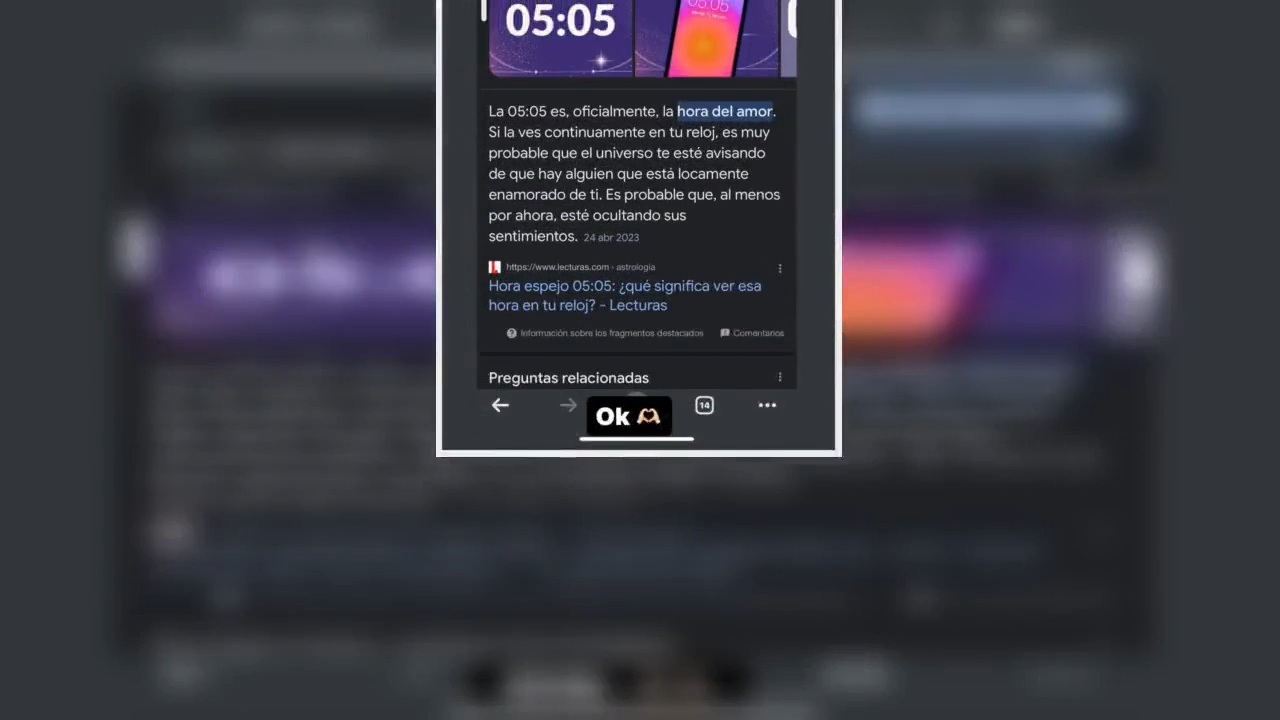 05:05
05:05
La 05:05 es, oficialmente, la hora del amor.
Si la ves continuamente en tu reloj, es muy
probable que el universo te esté avisando
de que hay alguien que está locamente
enamorado de ti. Es probable que, al menos
por ahora, esté ocultando sus
sentimientos. 24 abr 2023
https://www.lecturas.com › astrologia
Hora espejo 05:05: ¿qué significa ver esa
hora en tu reloj? - Lecturas
Información sobre los fragmentos destacados Comentarios
Preguntas relacionadas
14
Ok 🫶🏻